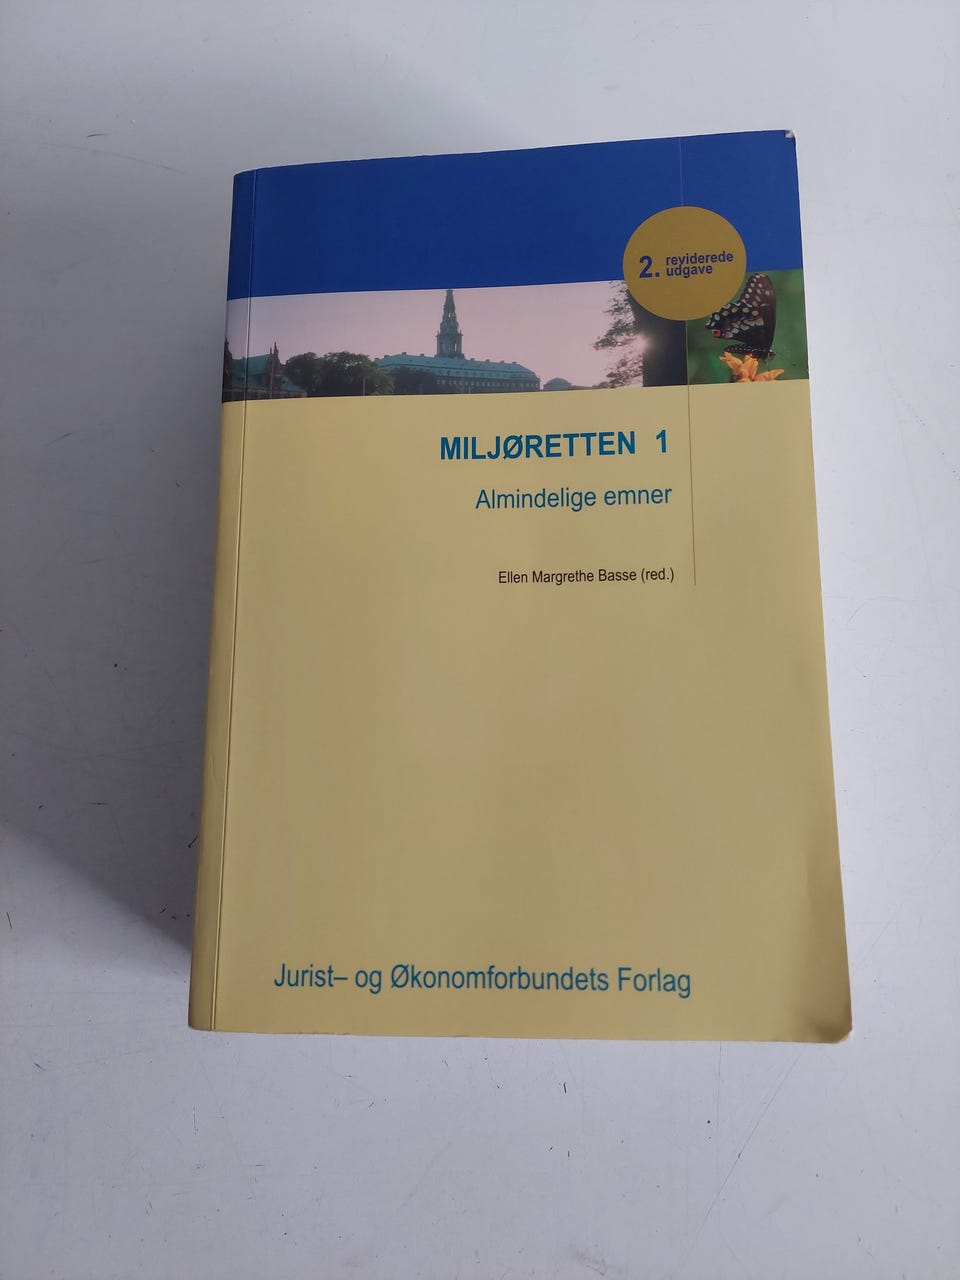 2. reviderede
udgave
MILJØRETTEN 1
Almindelige emner
Ellen Margrethe Basse (red.)
Jurist– og Økonomforbundets Forlag